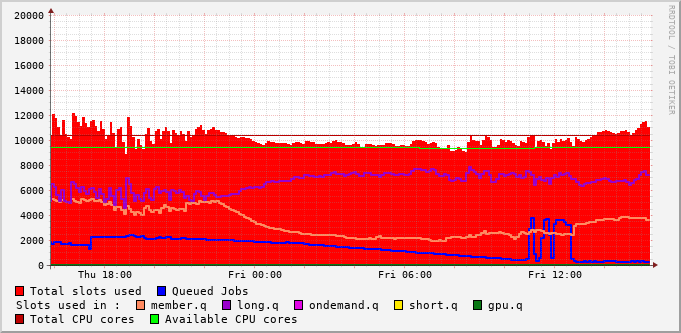 RRDTOOL / TOBI OETIKER
20000
18000
16000
14000
12000
10000
8000
6000
4000
2000
0
Thu 18:00 Fri 00:00 Fri 06:00 Fri 12:00
Total slots used Queued Jobs
Slots used in : member.q long.q ondemand.q short.q gpu.q
Total CPU cores Available CPU cores